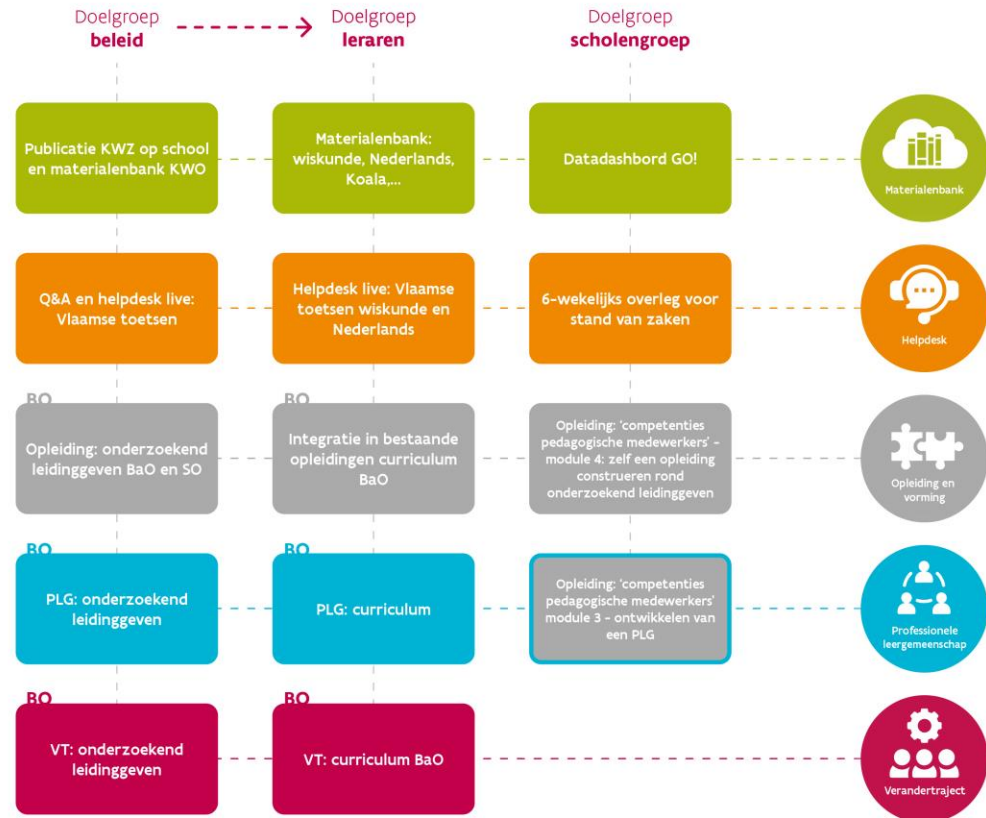 Doelgroep
beleid
Doelgroep
leraren
Doelgroep
scholengroep
Publicatie KWZ op school
en materialenbank KWO
Materialenbank:
wiskunde, Nederlands,
Koala,...
Datadashbord GO!
Materialenbank
Q&A en helpdesk live:
Vlaamse toetsen
Helpdesk live: Vlaamse
toetsen wiskunde en
Nederlands
6-wekelijks overleg voor
stand van zaken
Helpdesk
BO
Opleiding: onderzoekend
leidinggeven BaO en SO
BO
Integratie in bestaande
opleidingen curriculum
BaO
Opleiding: 'competenties
pedagogische medewerkers' -
module 4: zelf een opleiding
construeren rond
onderzoekend leidinggeven
Opleiding en
vorming
BO
PLG: onderzoekend
leidinggeven
BO
PLG: curriculum
Opleiding: 'competenties
pedagogische medewerkers'
module 3 - ontwikkelen van
een PLG
Professionele
leergemeenschap
BO
VT: onderzoekend
leidinggeven
BO
VT: curriculum BaO
Verandertraject